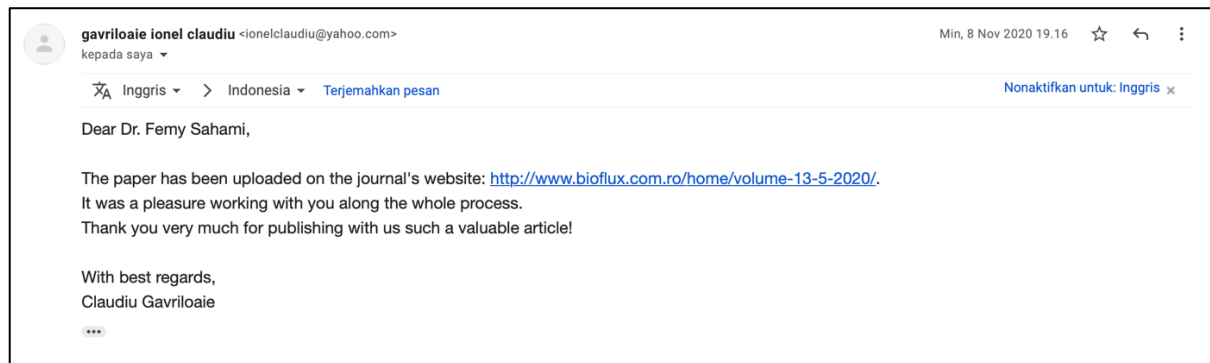 gavriloaie ionel claudiu <ionelclaudiu@yahoo.com>
Min, 8 Nov 2020 19.16
kepada saya
Inggris > Indonesia Terjemahkan pesan
Nonaktifkan untuk: Inggris ×
Dear Dr. Femy Sahami,
The paper has been uploaded on the journal's website: http://www.bioflux.com.ro/home/volume-13-5-2020/.
It was a pleasure working with you along the whole process.
Thank you very much for publishing with us such a valuable article!
With best regards,
Claudiu Gavriloaie